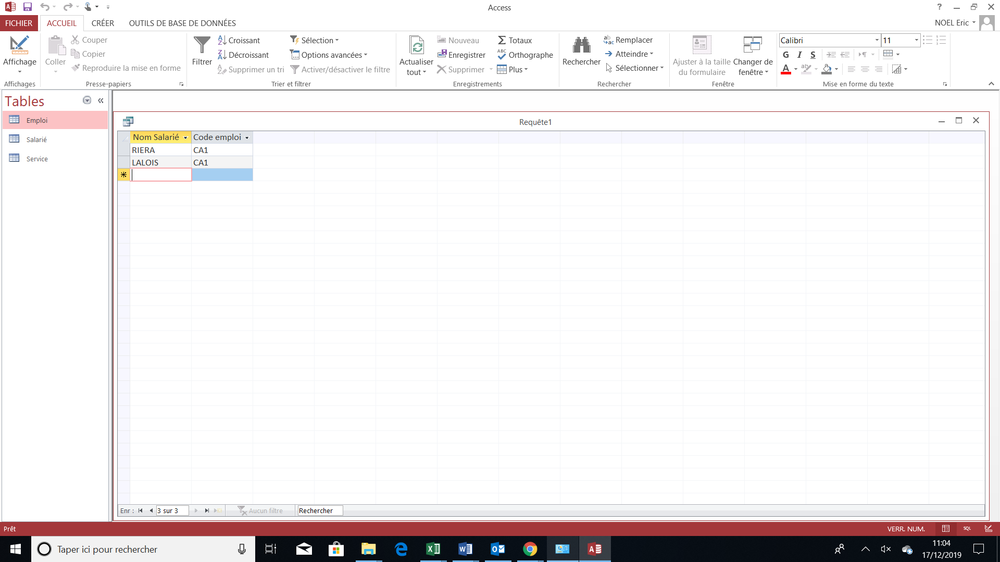 Access
?
FICHIER ACCUEIL CRÉER OUTILS DE BASE DE DONNÉES
NOEL Eric
Affichage
Affichages
Coller
Couper
Copier
Reproduire la mise en forme
Presse-papiers
Filtrer
Croissant
Décroissant
Supprimer un tri
Sélection
Options avancées
Activer/désactiver le filtre
Trier et filtrer
Actualiser
tout
Nouveau
Enregistrer
Supprimer
Totaux
Orthographe
Plus
Enregistrements
Rechercher
Remplacer
Atteindre
Sélectionner
Rechercher
Ajuster à la taille
du formulaire
Changer de
fenêtre
Fenêtre
Calibri 11
G I S
A
Mise en forme du texte
Tables
Emploi
Salarié
Service
Requête1
Nom Salarié Code emploi
RIERA CA1
LALOIS CA1
Enr : 3 sur 3 Aucun filtre Rechercher
Prêt
VERR. NUM.
SQL
Taper ici pour rechercher
11:04
17/12/2019